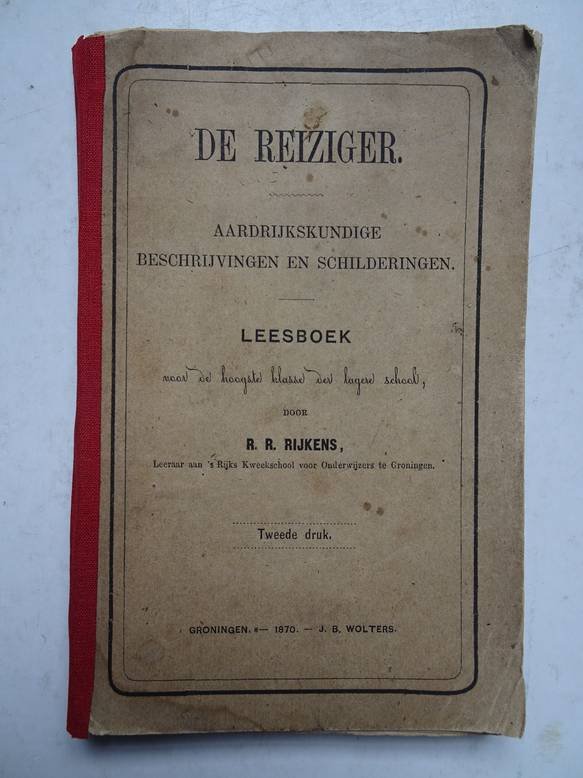 DE REIZIGER.
AARDRIJKSKUNDIGE
BESCHRIJVINGEN EN SCHILDERINGEN.
LEESBOEK
voor de hoogste klasse der lagere school,
DOOR
R. R. RIJKENS,
Leeraar aan 's Rijks Kweekschool voor Onderwijzers te Groningen.
Tweede druk.
GRONINGEN. — 1870. — J. B. WOLTERS.